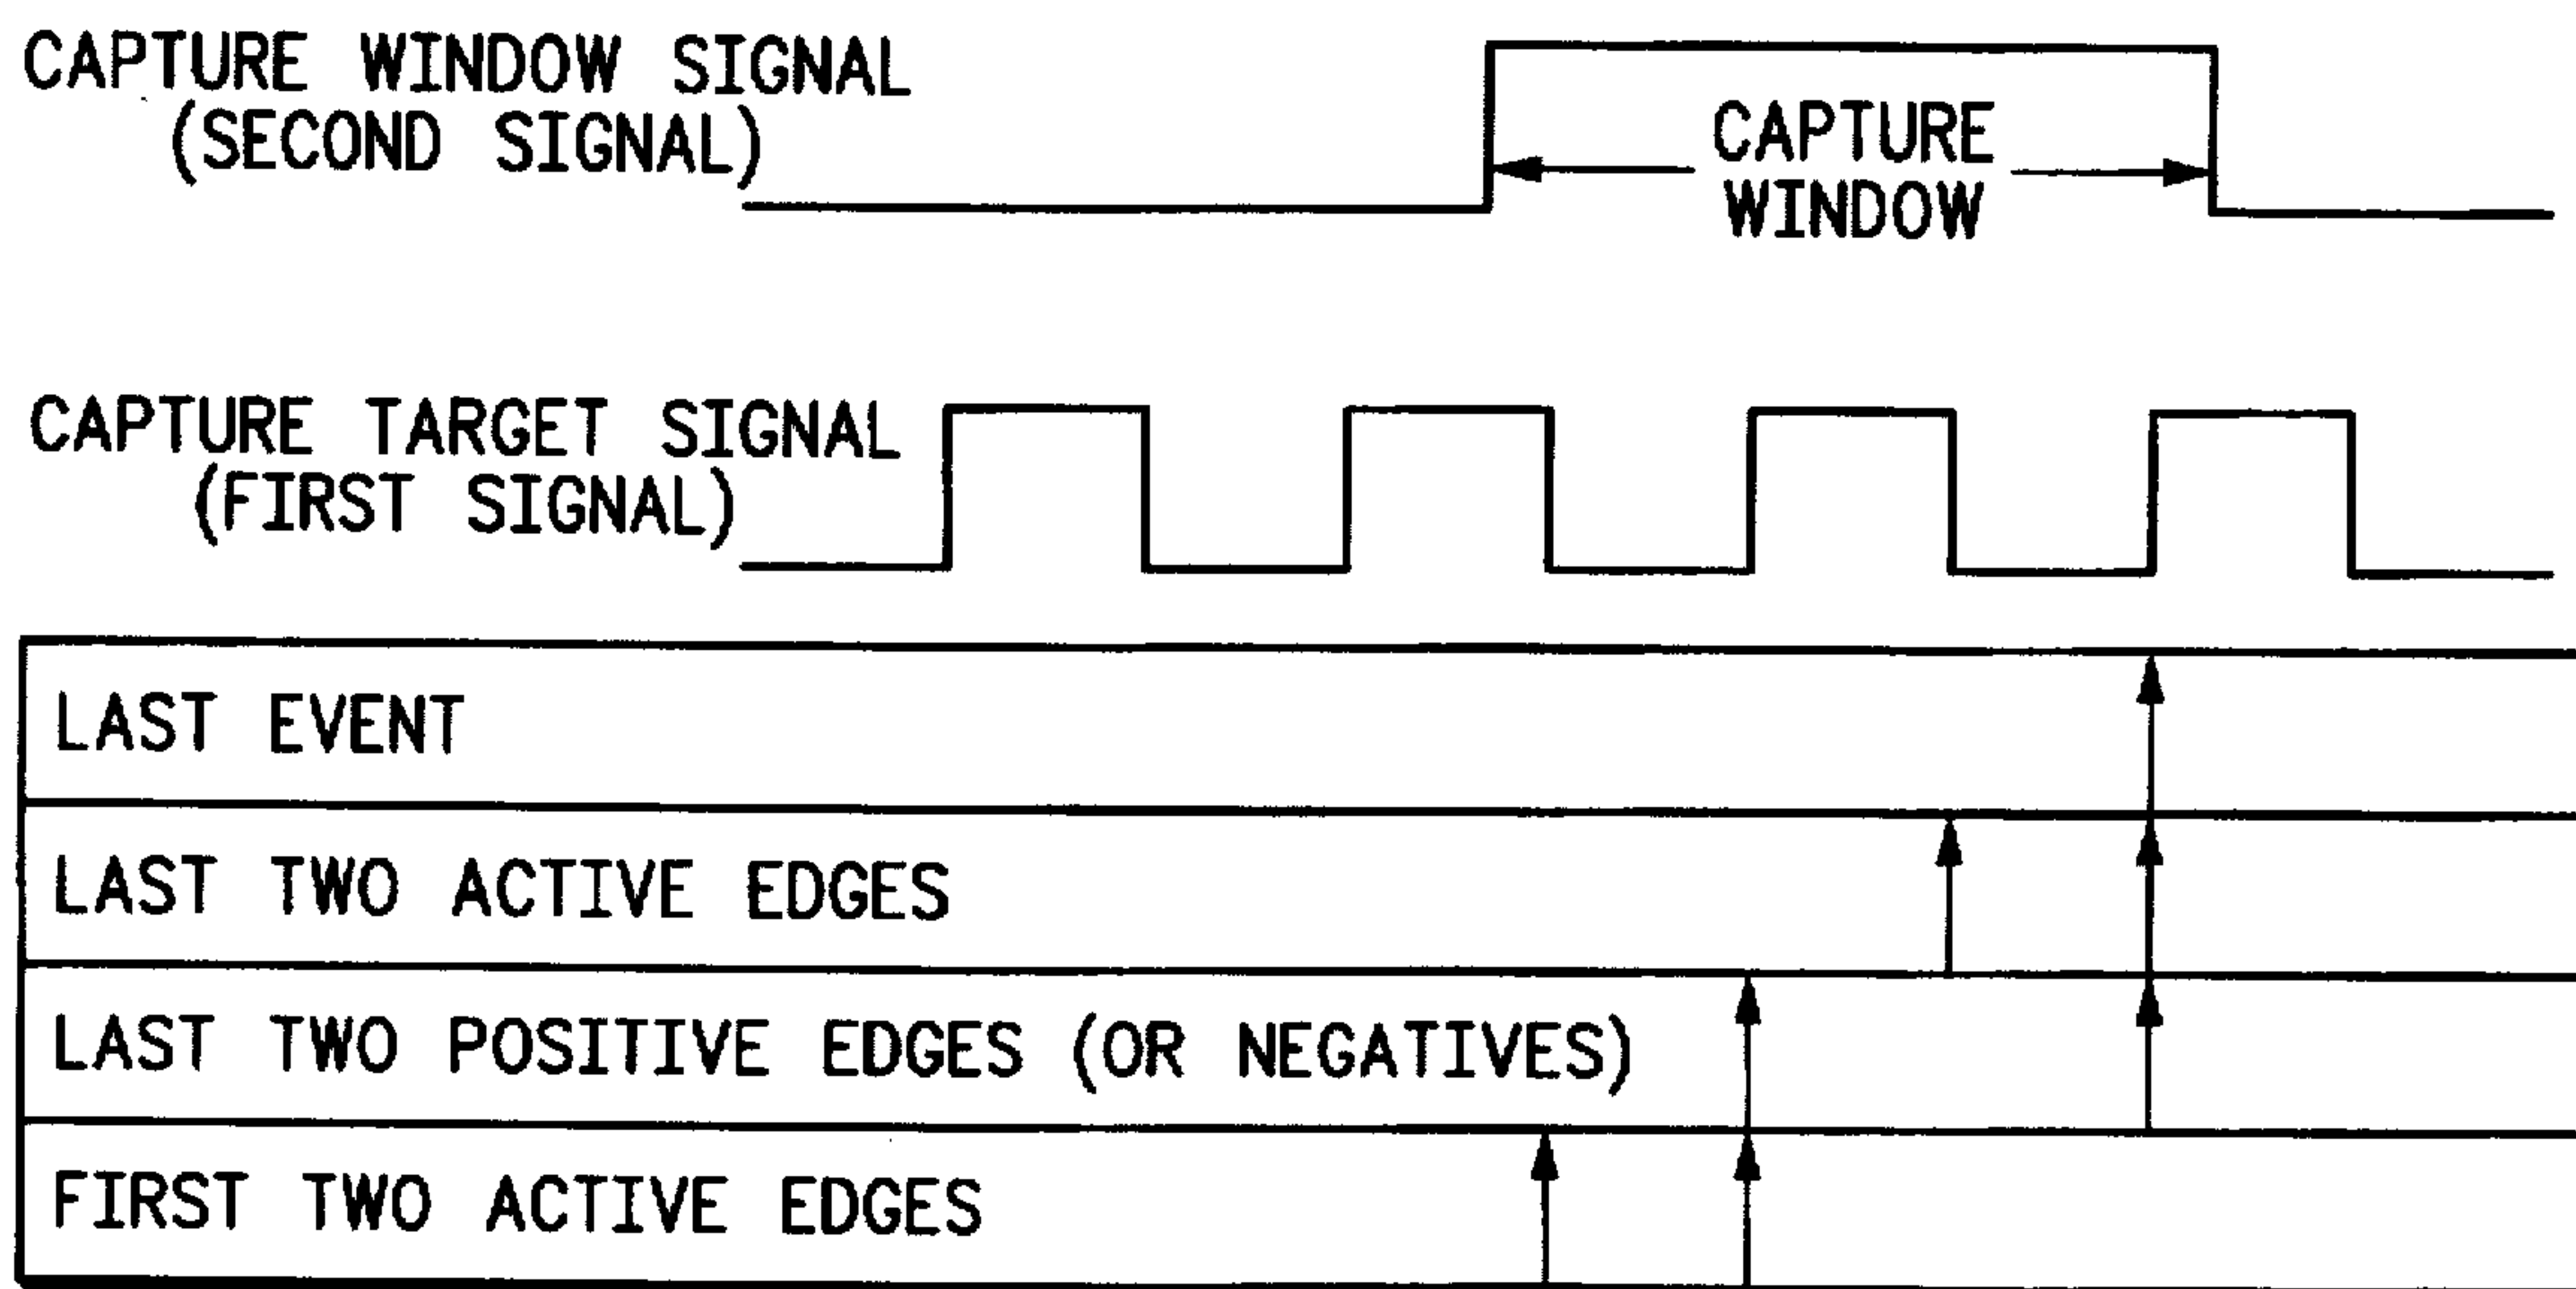 CAPTURE WINDOW SIGNAL
(SECOND SIGNAL)
CAPTURE
WINDOW
CAPTURE TARGET SIGNAL
(FIRST SIGNAL)
LAST EVENT
LAST TWO ACTIVE EDGES
LAST TWO POSITIVE EDGES (OR NEGATIVES)
FIRST TWO ACTIVE EDGES